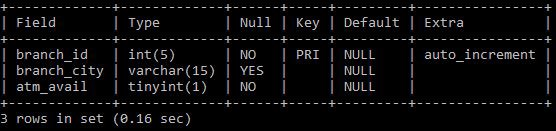 +-------------+-------------+------+-----+---------+----------------+
| Field       | Type        | Null | Key | Default | Extra          |
+-------------+-------------+------+-----+---------+----------------+
| branch_id   | int(5)      | NO   | PRI | NULL    | auto_increment |
| branch_city | varchar(15) | YES  |     | NULL    |                |
| atm_avail   | tinyint(1)  | NO   |     | NULL    |                |
+-------------+-------------+------+-----+---------+----------------+
3 rows in set (0.16 sec)